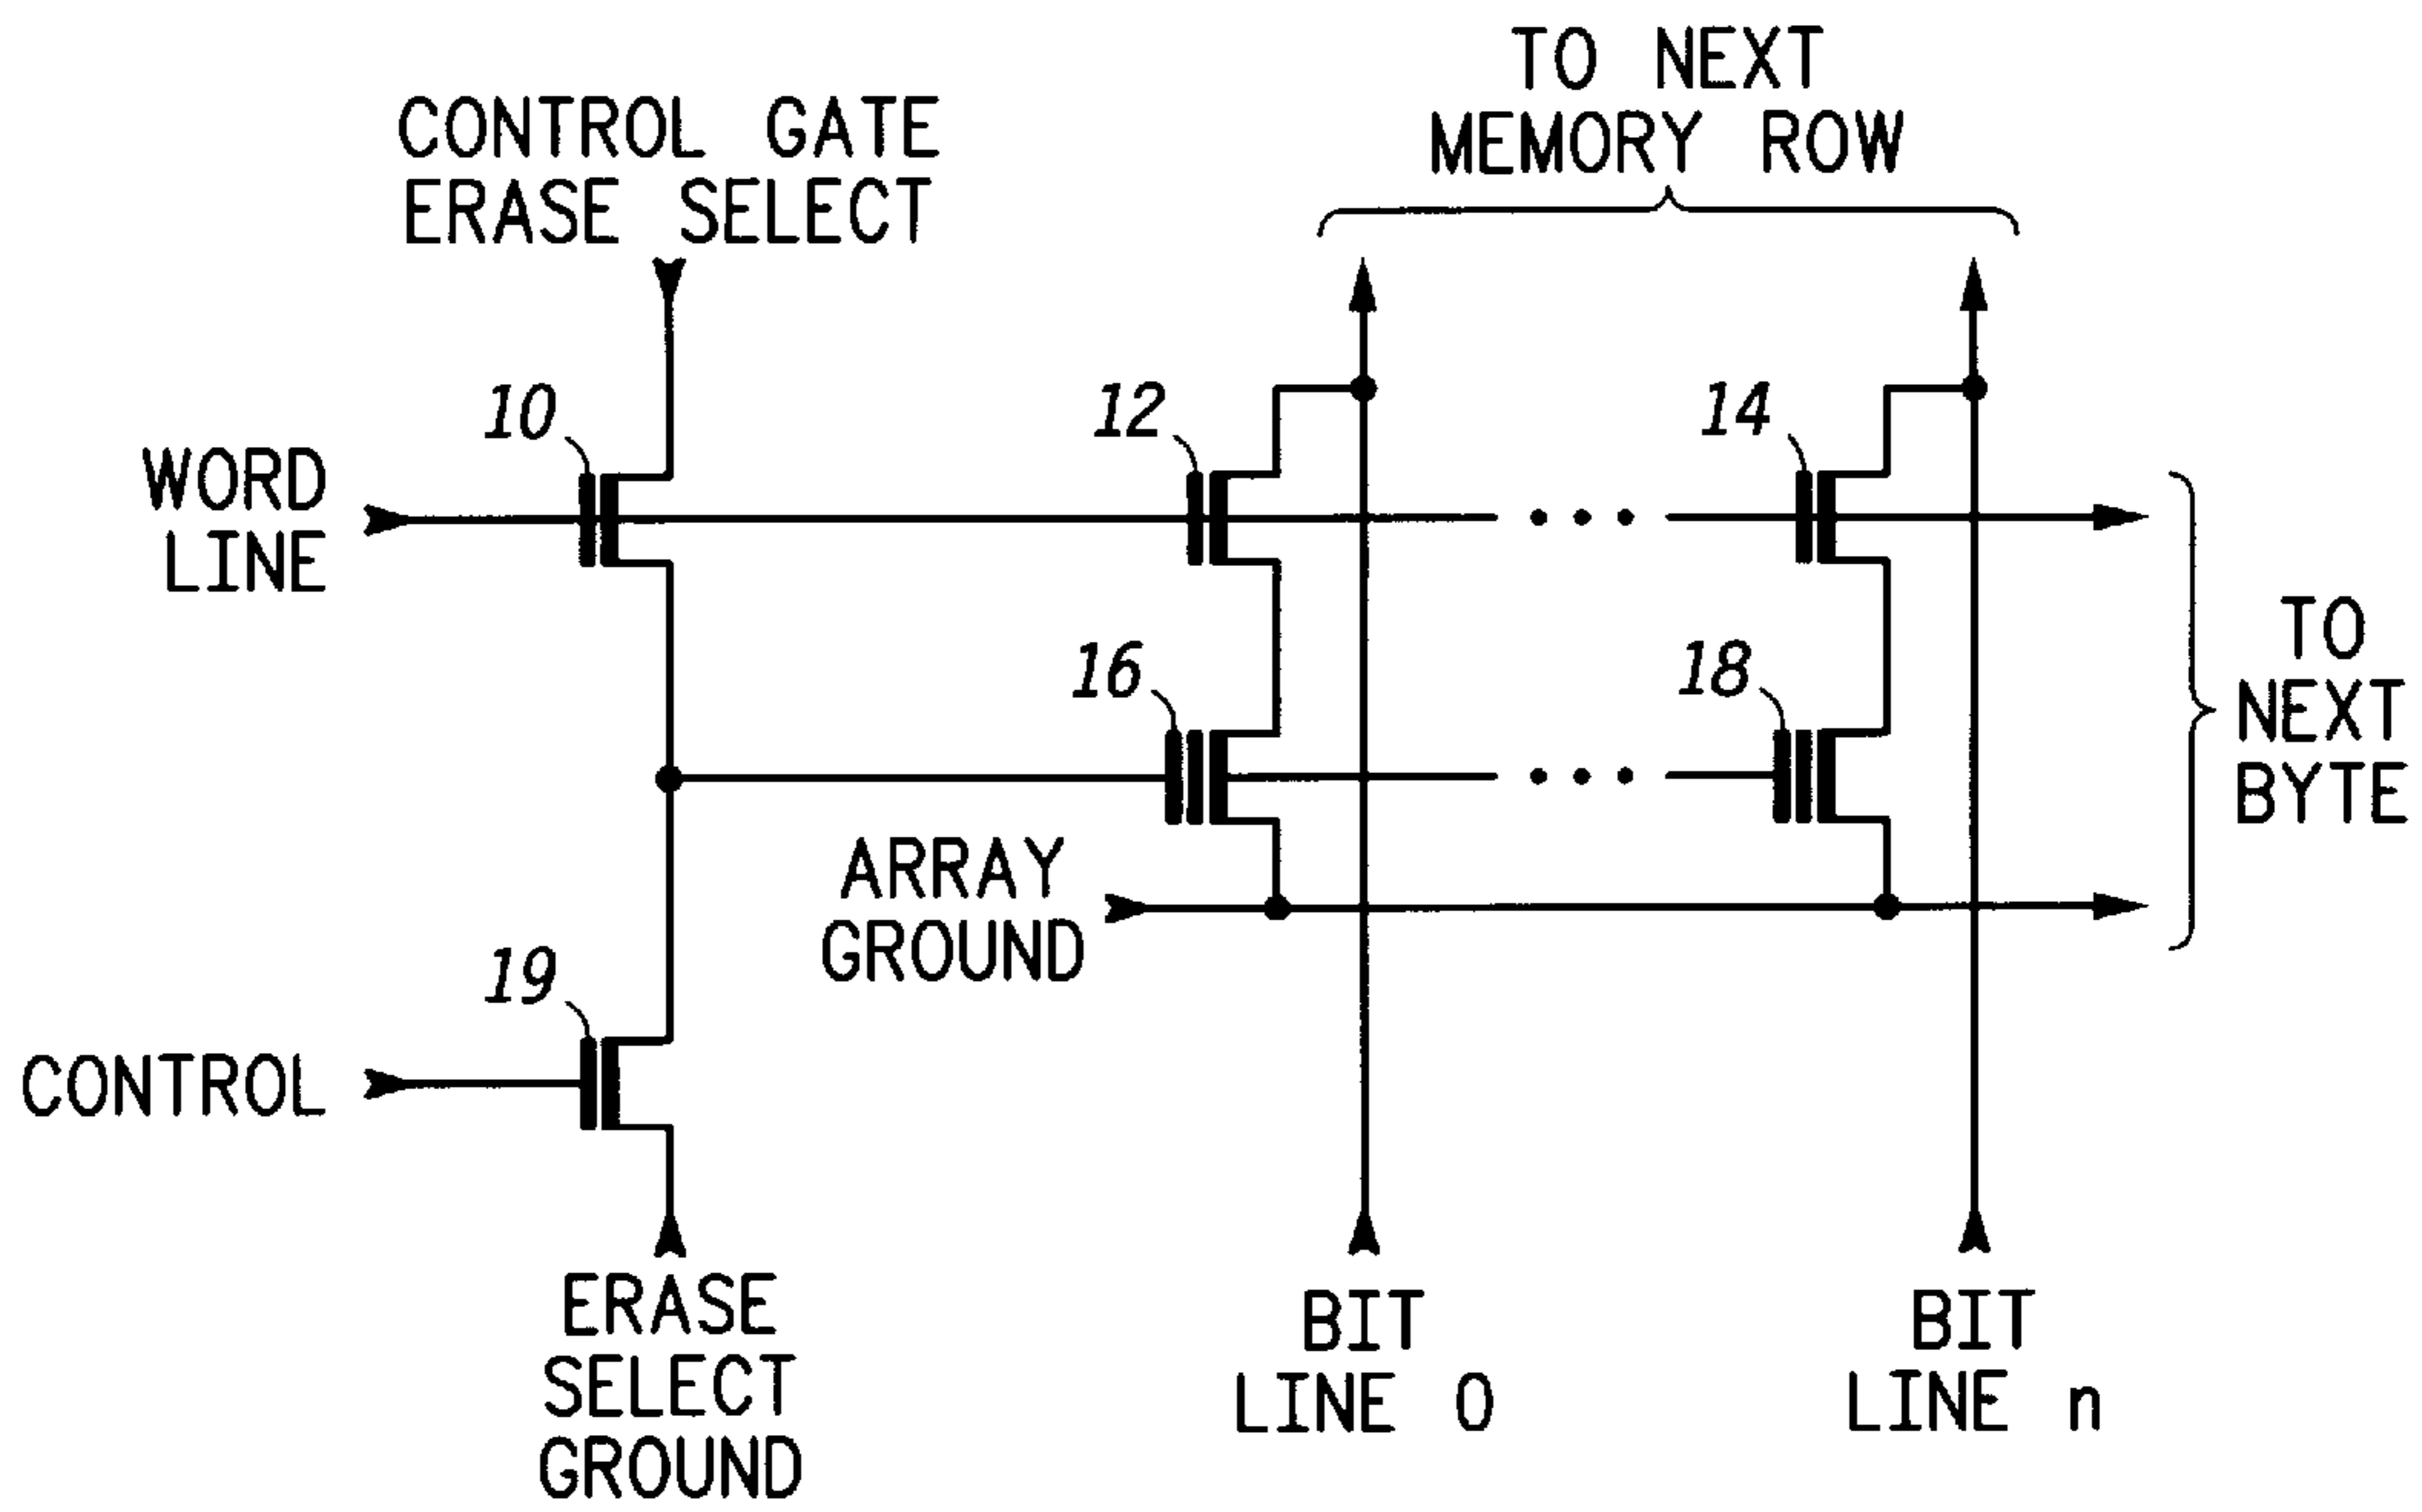 TO NEXT
MEMORY ROW
CONTROL GATE
ERASE SELECT
10
12
14
WORD
LINE
16
18
TO
NEXT
BYTE
ARRAY
GROUND
19
CONTROL
ERASE
SELECT
GROUND
BIT
LINE 0
BIT
LINE n